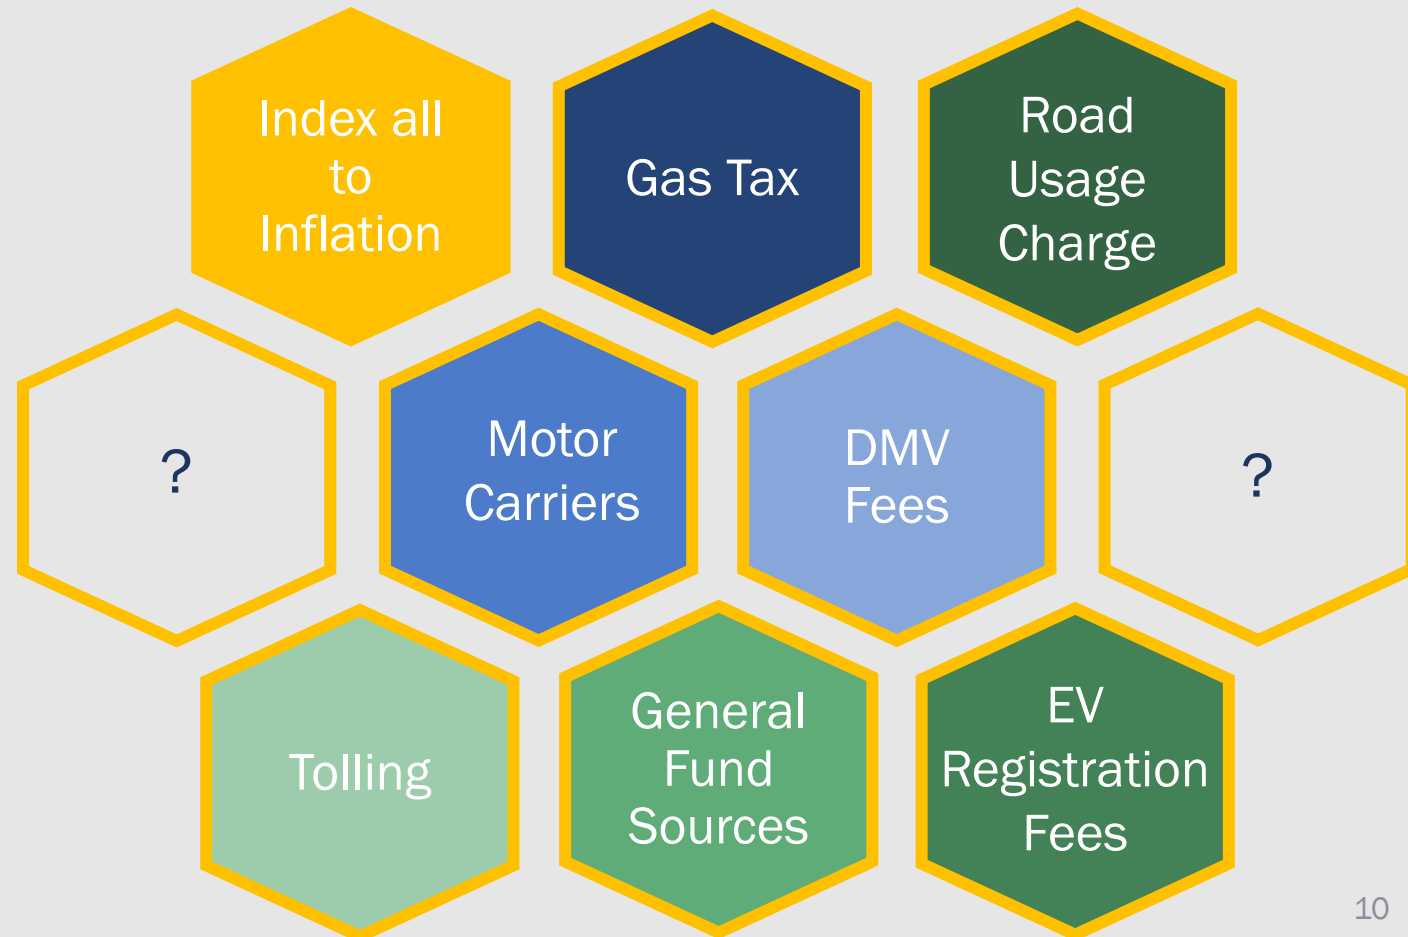 Index all
to
Inflation
Gas Tax
Road
Usage
Charge
?
Motor
Carriers
DMV
Fees
?
Tolling
General
Fund
Sources
EV
Registration
Fees
10